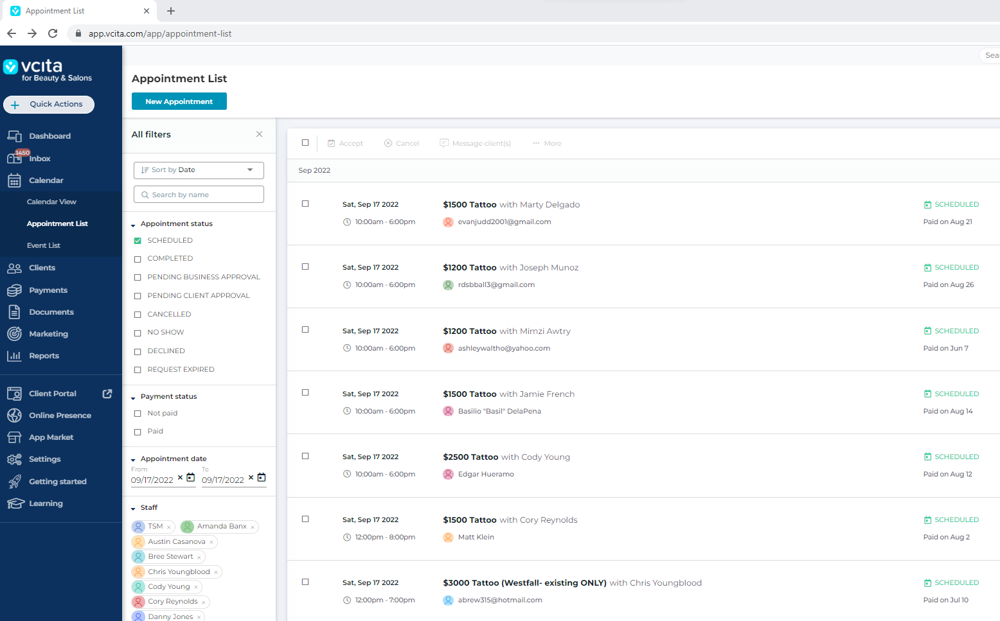 Appointment List
app.vcita.com/app/appointment-list
vcita
for Beauty & Salons
Quick Actions
Dashboard
1450
Inbox
Calendar
Calendar View
Appointment List
Event List
Clients
Payments
Documents
Marketing
Reports
Client Portal
Online Presence
App Market
Settings
Getting started
Learning
Sear
Appointment List
New Appointment
All filters
Sort by Date
Search by name
Appointment status
SCHEDULED
COMPLETED
PENDING BUSINESS APPROVAL
PENDING CLIENT APPROVAL
CANCELLED
NO SHOW
DECLINED
REQUEST EXPIRED
Payment status
Not paid
Paid
Appointment date
From To
09/17/2022 09/17/2022
Staff
TSM Amanda Banx
Austin Casanova
Bree Stewart
Chris Youngblood
Cody Young
Cory Reynolds
Danny Jones
Accept Cancel Message client(s) More
Sep 2022
Sat, Sep 17 2022 $1500 Tattoo with Marty Delgado SCHEDULED
10:00am - 6:00pm evanjudd2001@gmail.com Paid on Aug 21
Sat, Sep 17 2022 $1200 Tattoo with Joseph Munoz SCHEDULED
10:00am - 6:00pm rdsbball3@gmail.com Paid on Aug 26
Sat, Sep 17 2022 $1200 Tattoo with Mimzi Awtry SCHEDULED
10:00am - 6:00pm ashleywaltho@yahoo.com Paid on Jun 7
Sat, Sep 17 2022 $1500 Tattoo with Jamie French SCHEDULED
10:00am - 6:00pm Basilio "Basil" DelaPena Paid on Aug 14
Sat, Sep 17 2022 $2500 Tattoo with Cody Young SCHEDULED
10:00am - 6:00pm Edgar Hueramo Paid on Aug 12
Sat, Sep 17 2022 $1500 Tattoo with Cory Reynolds SCHEDULED
12:00pm - 8:00pm Matt Klein Paid on Aug 2
Sat, Sep 17 2022 $3000 Tattoo (Westfall- existing ONLY) with Chris Youngblood SCHEDULED
12:00pm - 7:00pm abrew315@hotmail.com Paid on Jul 10